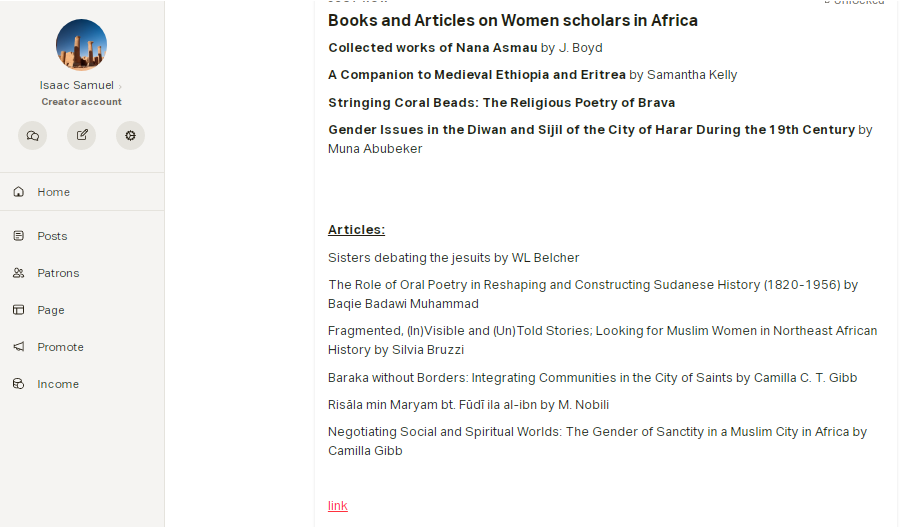 Isaac Samuel ›
Creator account
Home
Posts
Patrons
Page
Promote
Income
Unlocked
Books and Articles on Women scholars in Africa
Collected works of Nana Asmau by J. Boyd
A Companion to Medieval Ethiopia and Eritrea by Samantha Kelly
Stringing Coral Beads: The Religious Poetry of Brava
Gender Issues in the Diwan and Sijil of the City of Harar During the 19th Century by
Muna Abubeker
Articles:
Sisters debating the jesuits by WL Belcher
The Role of Oral Poetry in Reshaping and Constructing Sudanese History (1820-1956) by
Baqie Badawi Muhammad
Fragmented, (In)Visible and (Un)Told Stories; Looking for Muslim Women in Northeast African
History by Silvia Bruzzi
Baraka without Borders: Integrating Communities in the City of Saints by Camilla C. T. Gibb
Risāla min Maryam bt. Fūdī ila al-ibn by M. Nobili
Negotiating Social and Spiritual Worlds: The Gender of Sanctity in a Muslim City in Africa by
Camilla Gibb
link